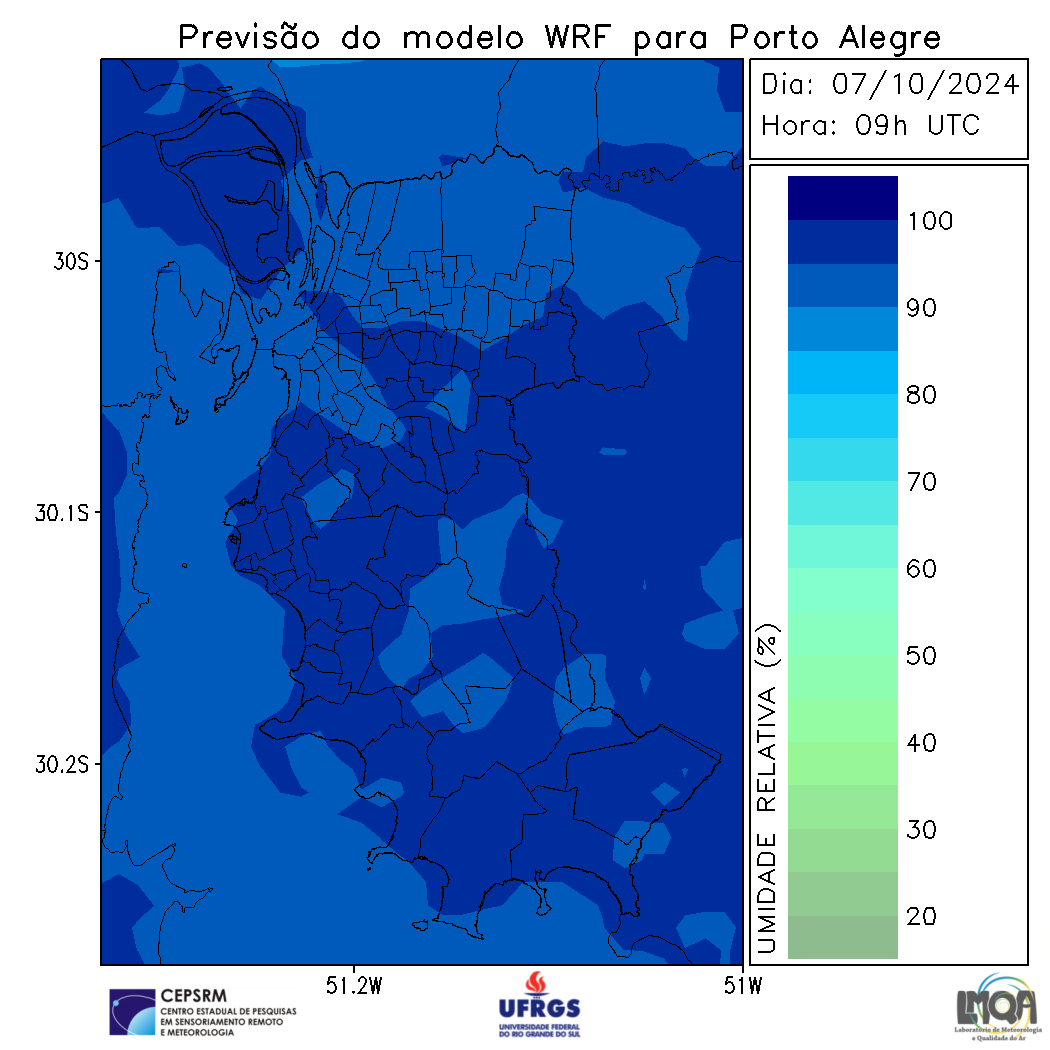 Previsão do modelo WRF para Porto Alegre
Dia: 07/10/2024
Hora: 09h UTC
100
90
80
70
60
50
40
30
20
UMIDADE RELATIVA (%)
30S
30.1S
30.2S
51.2W
51W
CEPSRM
CENTRO ESTADUAL DE PESQUISAS
EM SENSORIAMENTO REMOTO
E METEOROLOGIA
UFRGS
UNIVERSIDADE FEDERAL
DO RIO GRANDE DO SUL
LMQA
Laboratório de Meteorologia
e Qualidade do Ar